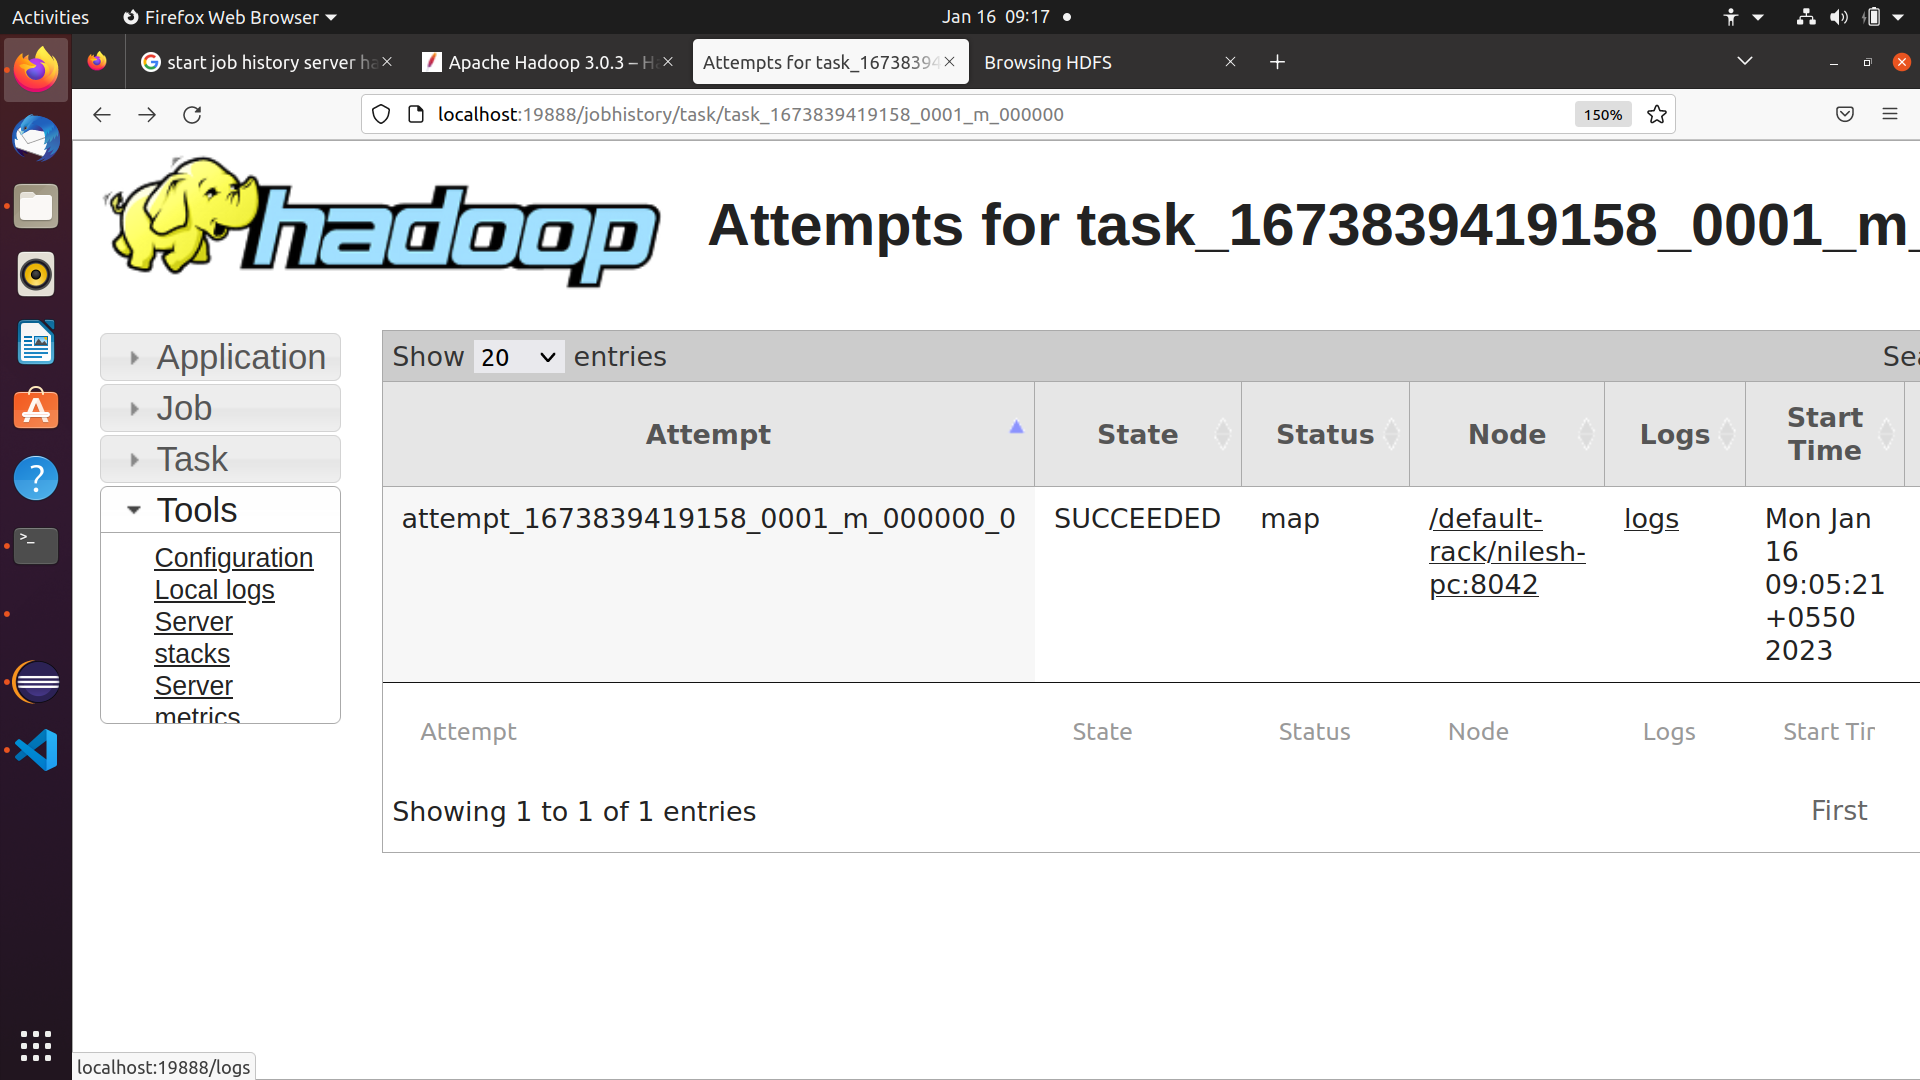 Activities Firefox Web Browser Jan 16 09:17
start job history server ha Apache Hadoop 3.0.3 – Ha Attempts for task_16738394 Browsing HDFS
localhost:19888/jobhistory/task/task_1673839419158_0001_m_000000 150%
hadoop Attempts for task_1673839419158_0001_m_
Application
Job
Task
Tools
Configuration
Local logs
Server
stacks
Server
metrics
Show 20 entries Sea
Attempt State Status Node Logs Start
Time
attempt_1673839419158_0001_m_000000_0 SUCCEEDED map /default-
rack/nilesh-
pc:8042 logs Mon Jan
16
09:05:21
+0550
2023
Attempt State Status Node Logs Start Tir
Showing 1 to 1 of 1 entries First
localhost:19888/logs